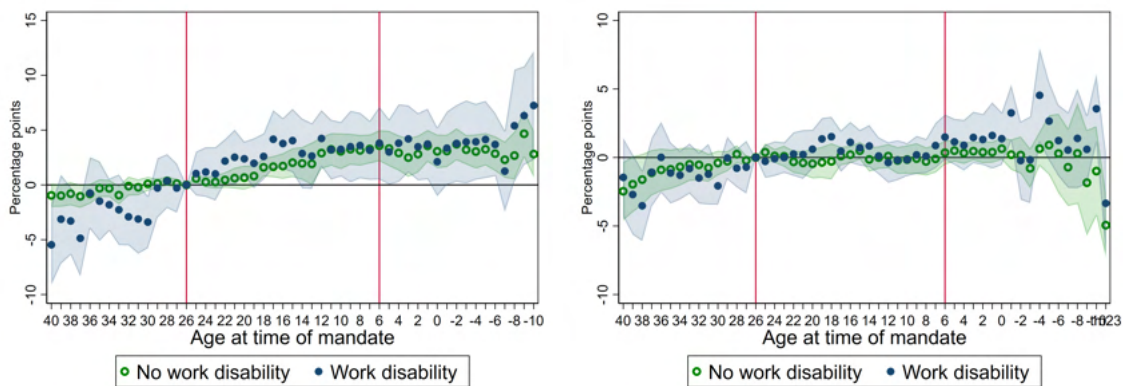 Percentage points
15
10
5
0
-5
-10
40 38 36 34 32 30 28 26 24 22 20 18 16 14 12 10 8 6 4 2 0 -2 -4 -6 -8 -10
Age at time of mandate
No work disability Work disability
Percentage points
10
5
0
-5
-10
40 38 36 34 32 30 28 26 24 22 20 18 16 14 12 10 8 6 4 2 0 -2 -4 -6 -8
Age at time of mandate
No work disability Work disability